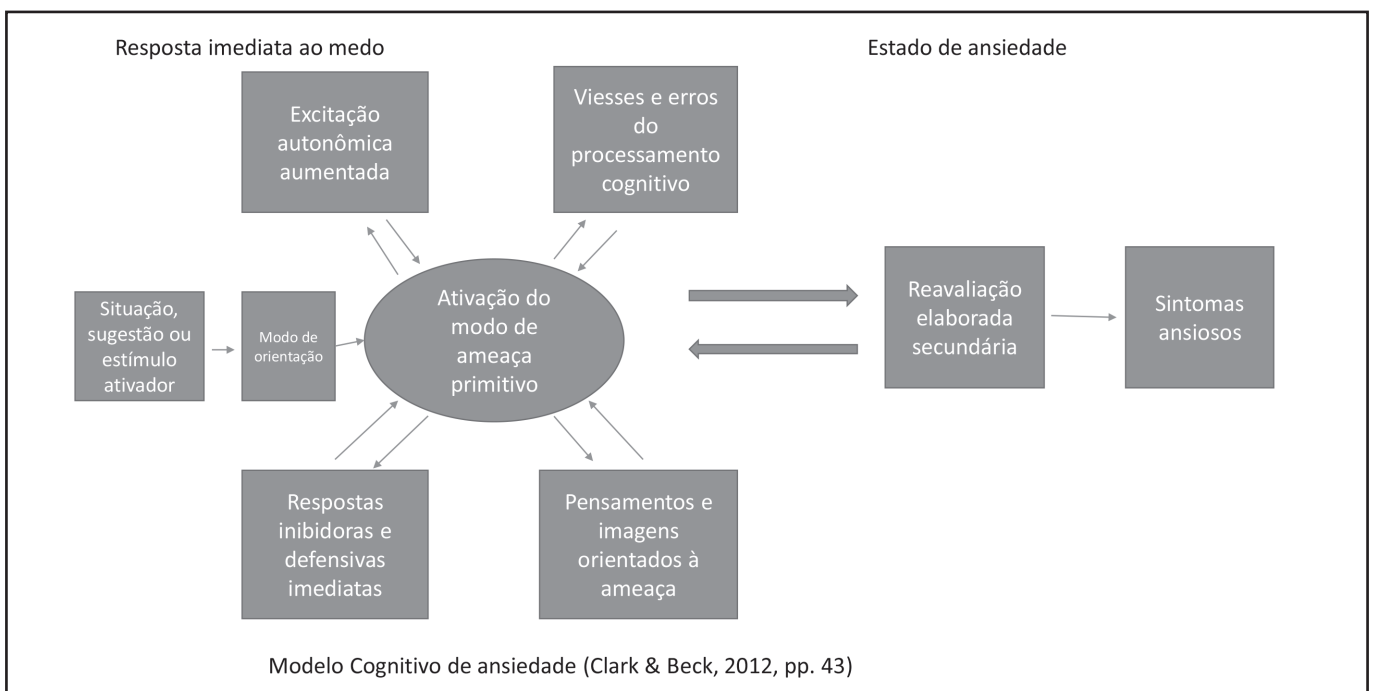 Resposta imediata ao medo
Estado de ansiedade
Excitação
autonômica
aumentada
Viesses e erros
do
processamento
cognitivo
Situação,
sugestão ou
estímulo
ativador
Modo de
orientação
Ativação do
modo de
ameaça
primitivo
Reavaliação
elaborada
secundária
Sintomas
ansiosos
Respostas
inibidoras e
defensivas
imediatas
Pensamentos e
imagens
orientados à
ameaça
Modelo Cognitivo de ansiedade (Clark & Beck, 2012, pp. 43)